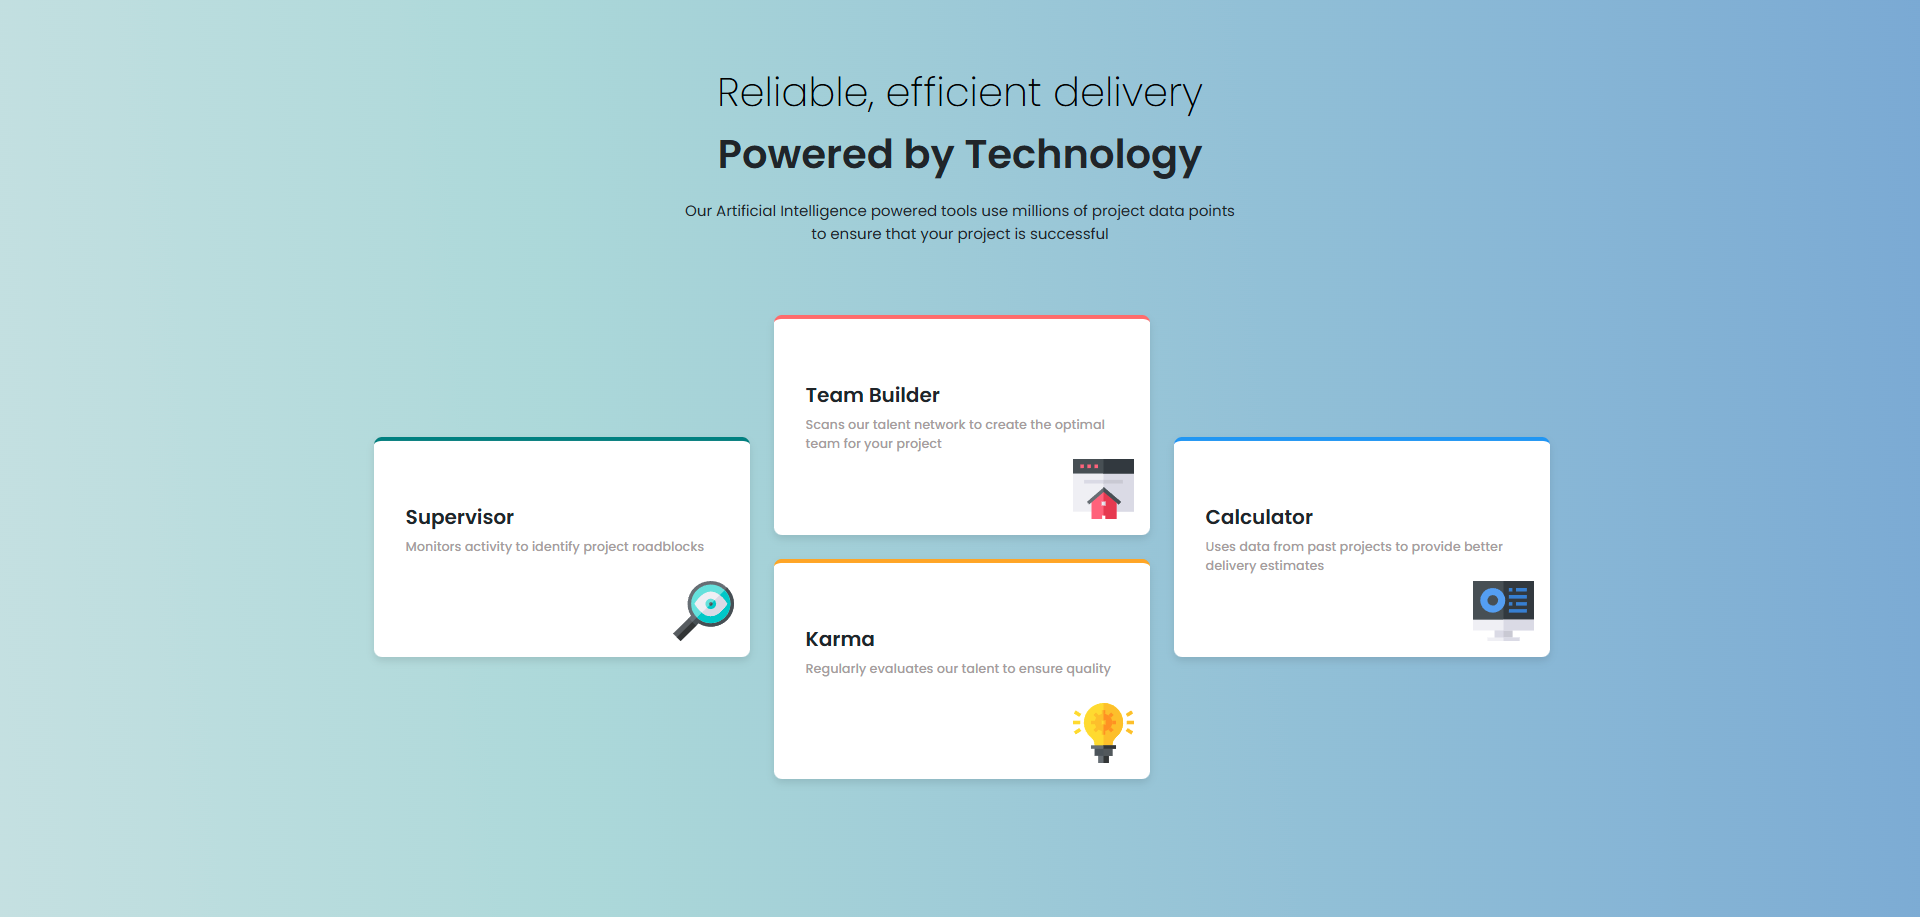 Reliable, efficient delivery
Powered by Technology
Our Artificial Intelligence powered tools use millions of project data points
to ensure that your project is successful
Supervisor
Monitors activity to identify project roadblocks
Team Builder
Scans our talent network to create the optimal
team for your project
Karma
Regularly evaluates our talent to ensure quality
Calculator
Uses data from past projects to provide better
delivery estimates